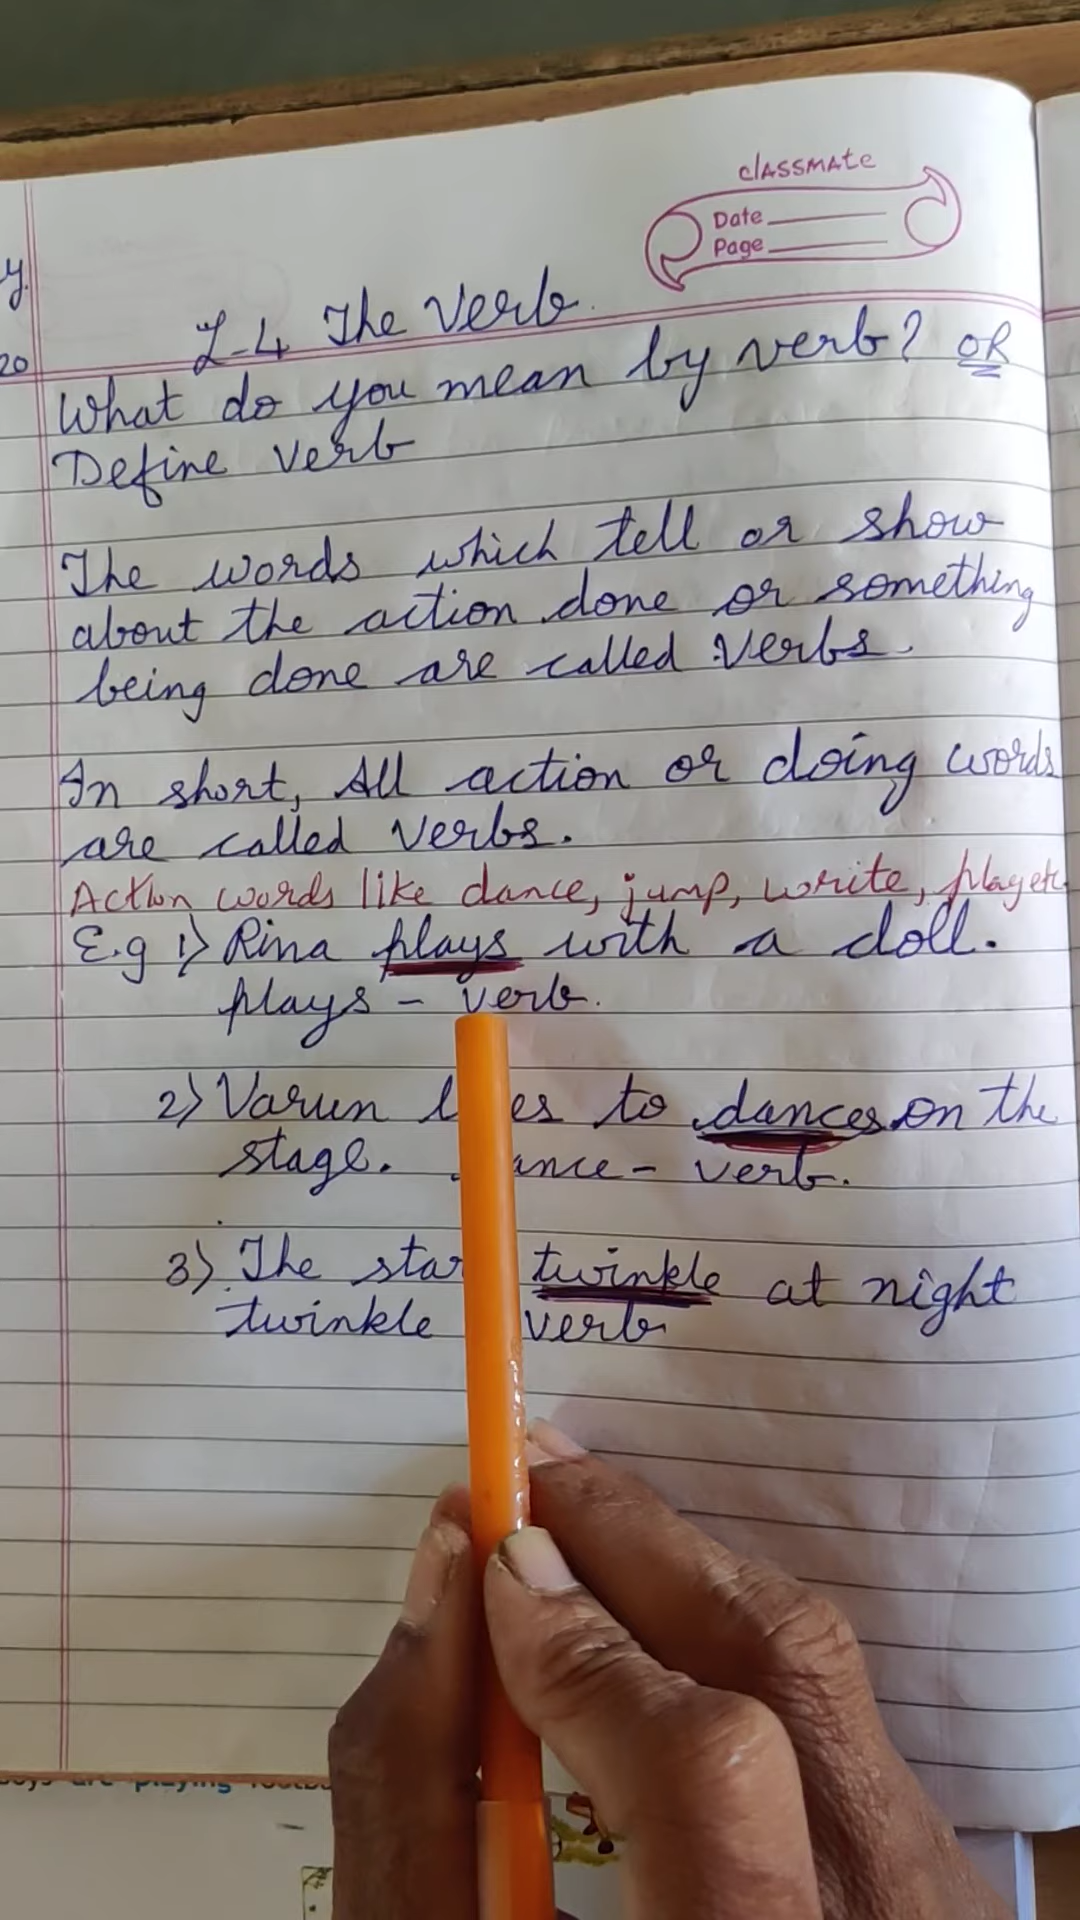 classmate
Date
Page
y.
L-4 The Verb.
20
What do you mean by verb? OR
Define verb
The words which tell or show
about the action done or something
being done are called verbs.
In short, All action or doing words
are called verbs.
Action words like dance, jump, write, play etc
E.g 1) Rina plays with a doll.
plays - verb.
2) Varun to dances on the
stage. - verb.
3) The twinkle at night
twinkle verb
are playing